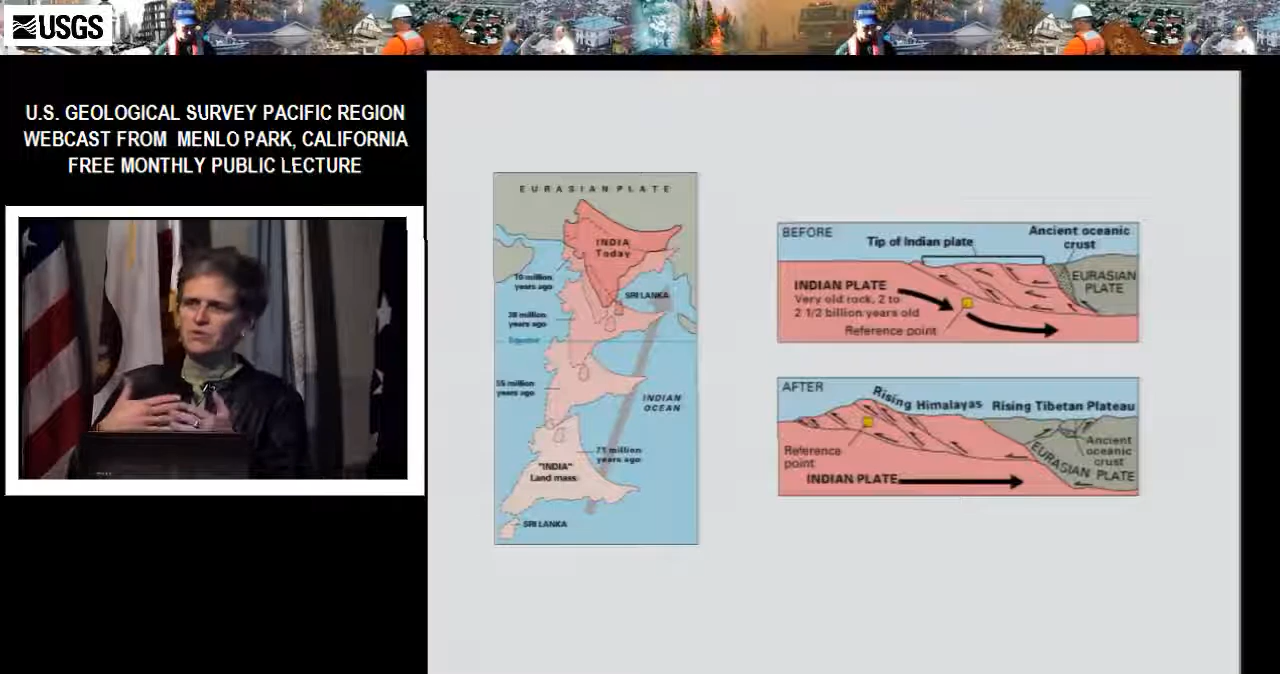 USGS
U.S. GEOLOGICAL SURVEY PACIFIC REGION
WEBCAST FROM MENLO PARK, CALIFORNIA
FREE MONTHLY PUBLIC LECTURE
EURASIAN PLATE
INDIA
Today
10 million
years ago
SRI LANKA
38 million
years ago
Equator
55 million
years ago
INDIAN
OCEAN
71 million
years ago
"INDIA"
Land mass
SRI LANKA
BEFORE
Tip of Indian plate
Ancient oceanic
crust
EURASIAN
PLATE
INDIAN PLATE
Very old rock, 2 to
2 1/2 billion years old
Reference point
AFTER
Rising Himalayas
Rising Tibetan Plateau
Reference
point
Ancient
oceanic
crust
EURASIAN PLATE
INDIAN PLATE